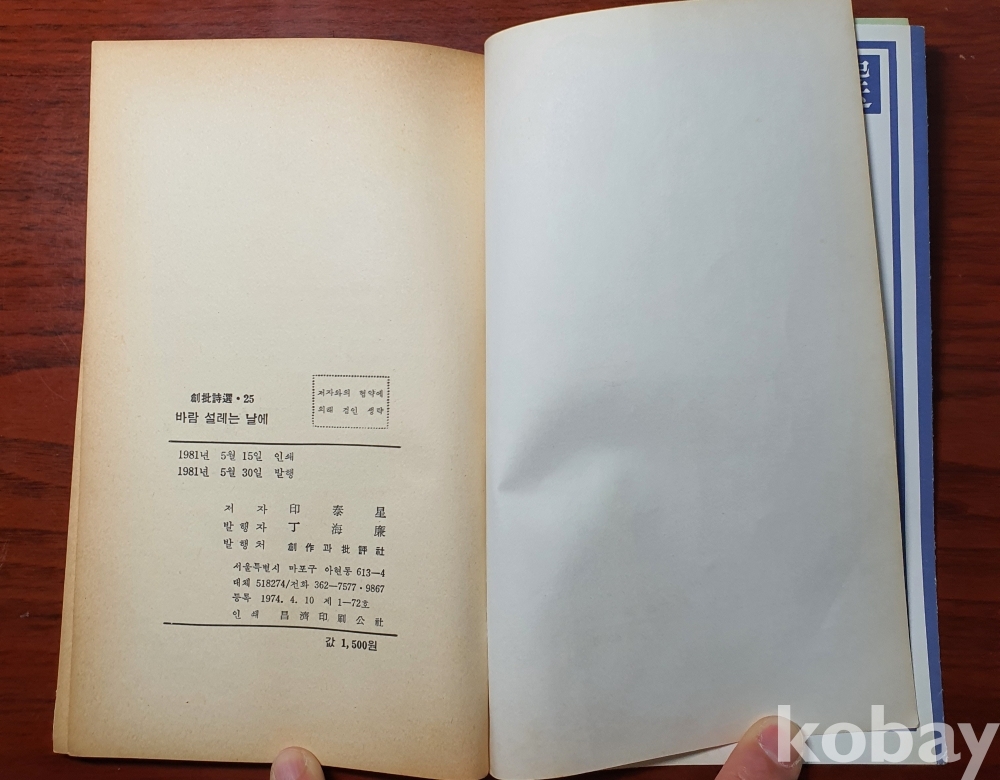 創批詩選・25
바람 설레는 날에
저자와의 협약에
의해 검인 생략
1981년 5월 15일 인쇄
1981년 5월 30일 발행
저 자 印 泰 星
발행자 丁 海 廉
발행처 創作과批評社
서울특별시 마포구 아현동 613—4
대체 518274/전화 362—7577・9867
등록 1974. 4. 10 제 1—72호
인 쇄 昌濟印刷公社
값 1,500원
kobay